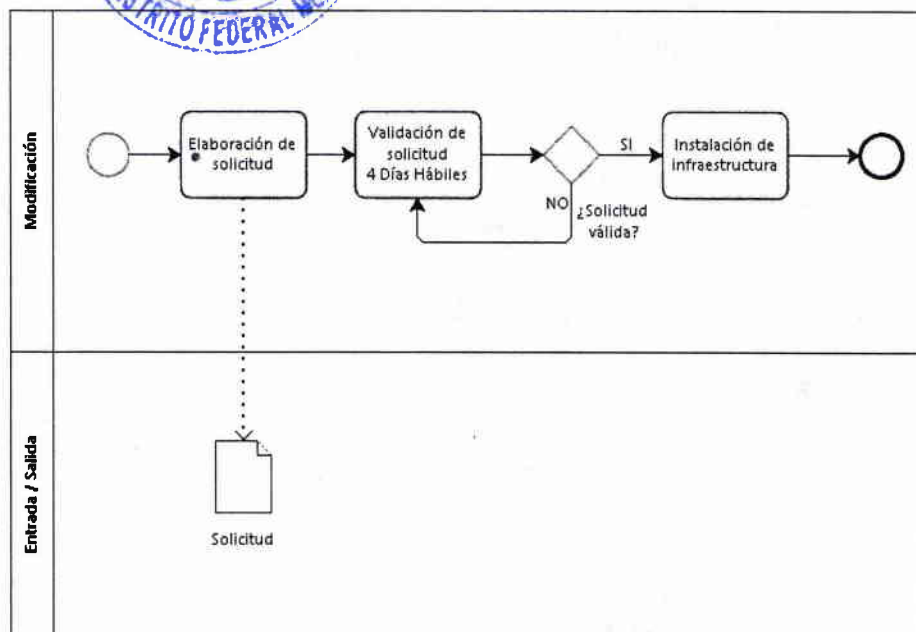 DISTRITO FEDERAL
Modificación
Elaboración de
solicitud
Validación de
solicitud
4 Días Hábiles
SI
NO
¿Solicitud
válida?
Instalación de
infraestructura
Entrada / Salida
Solicitud